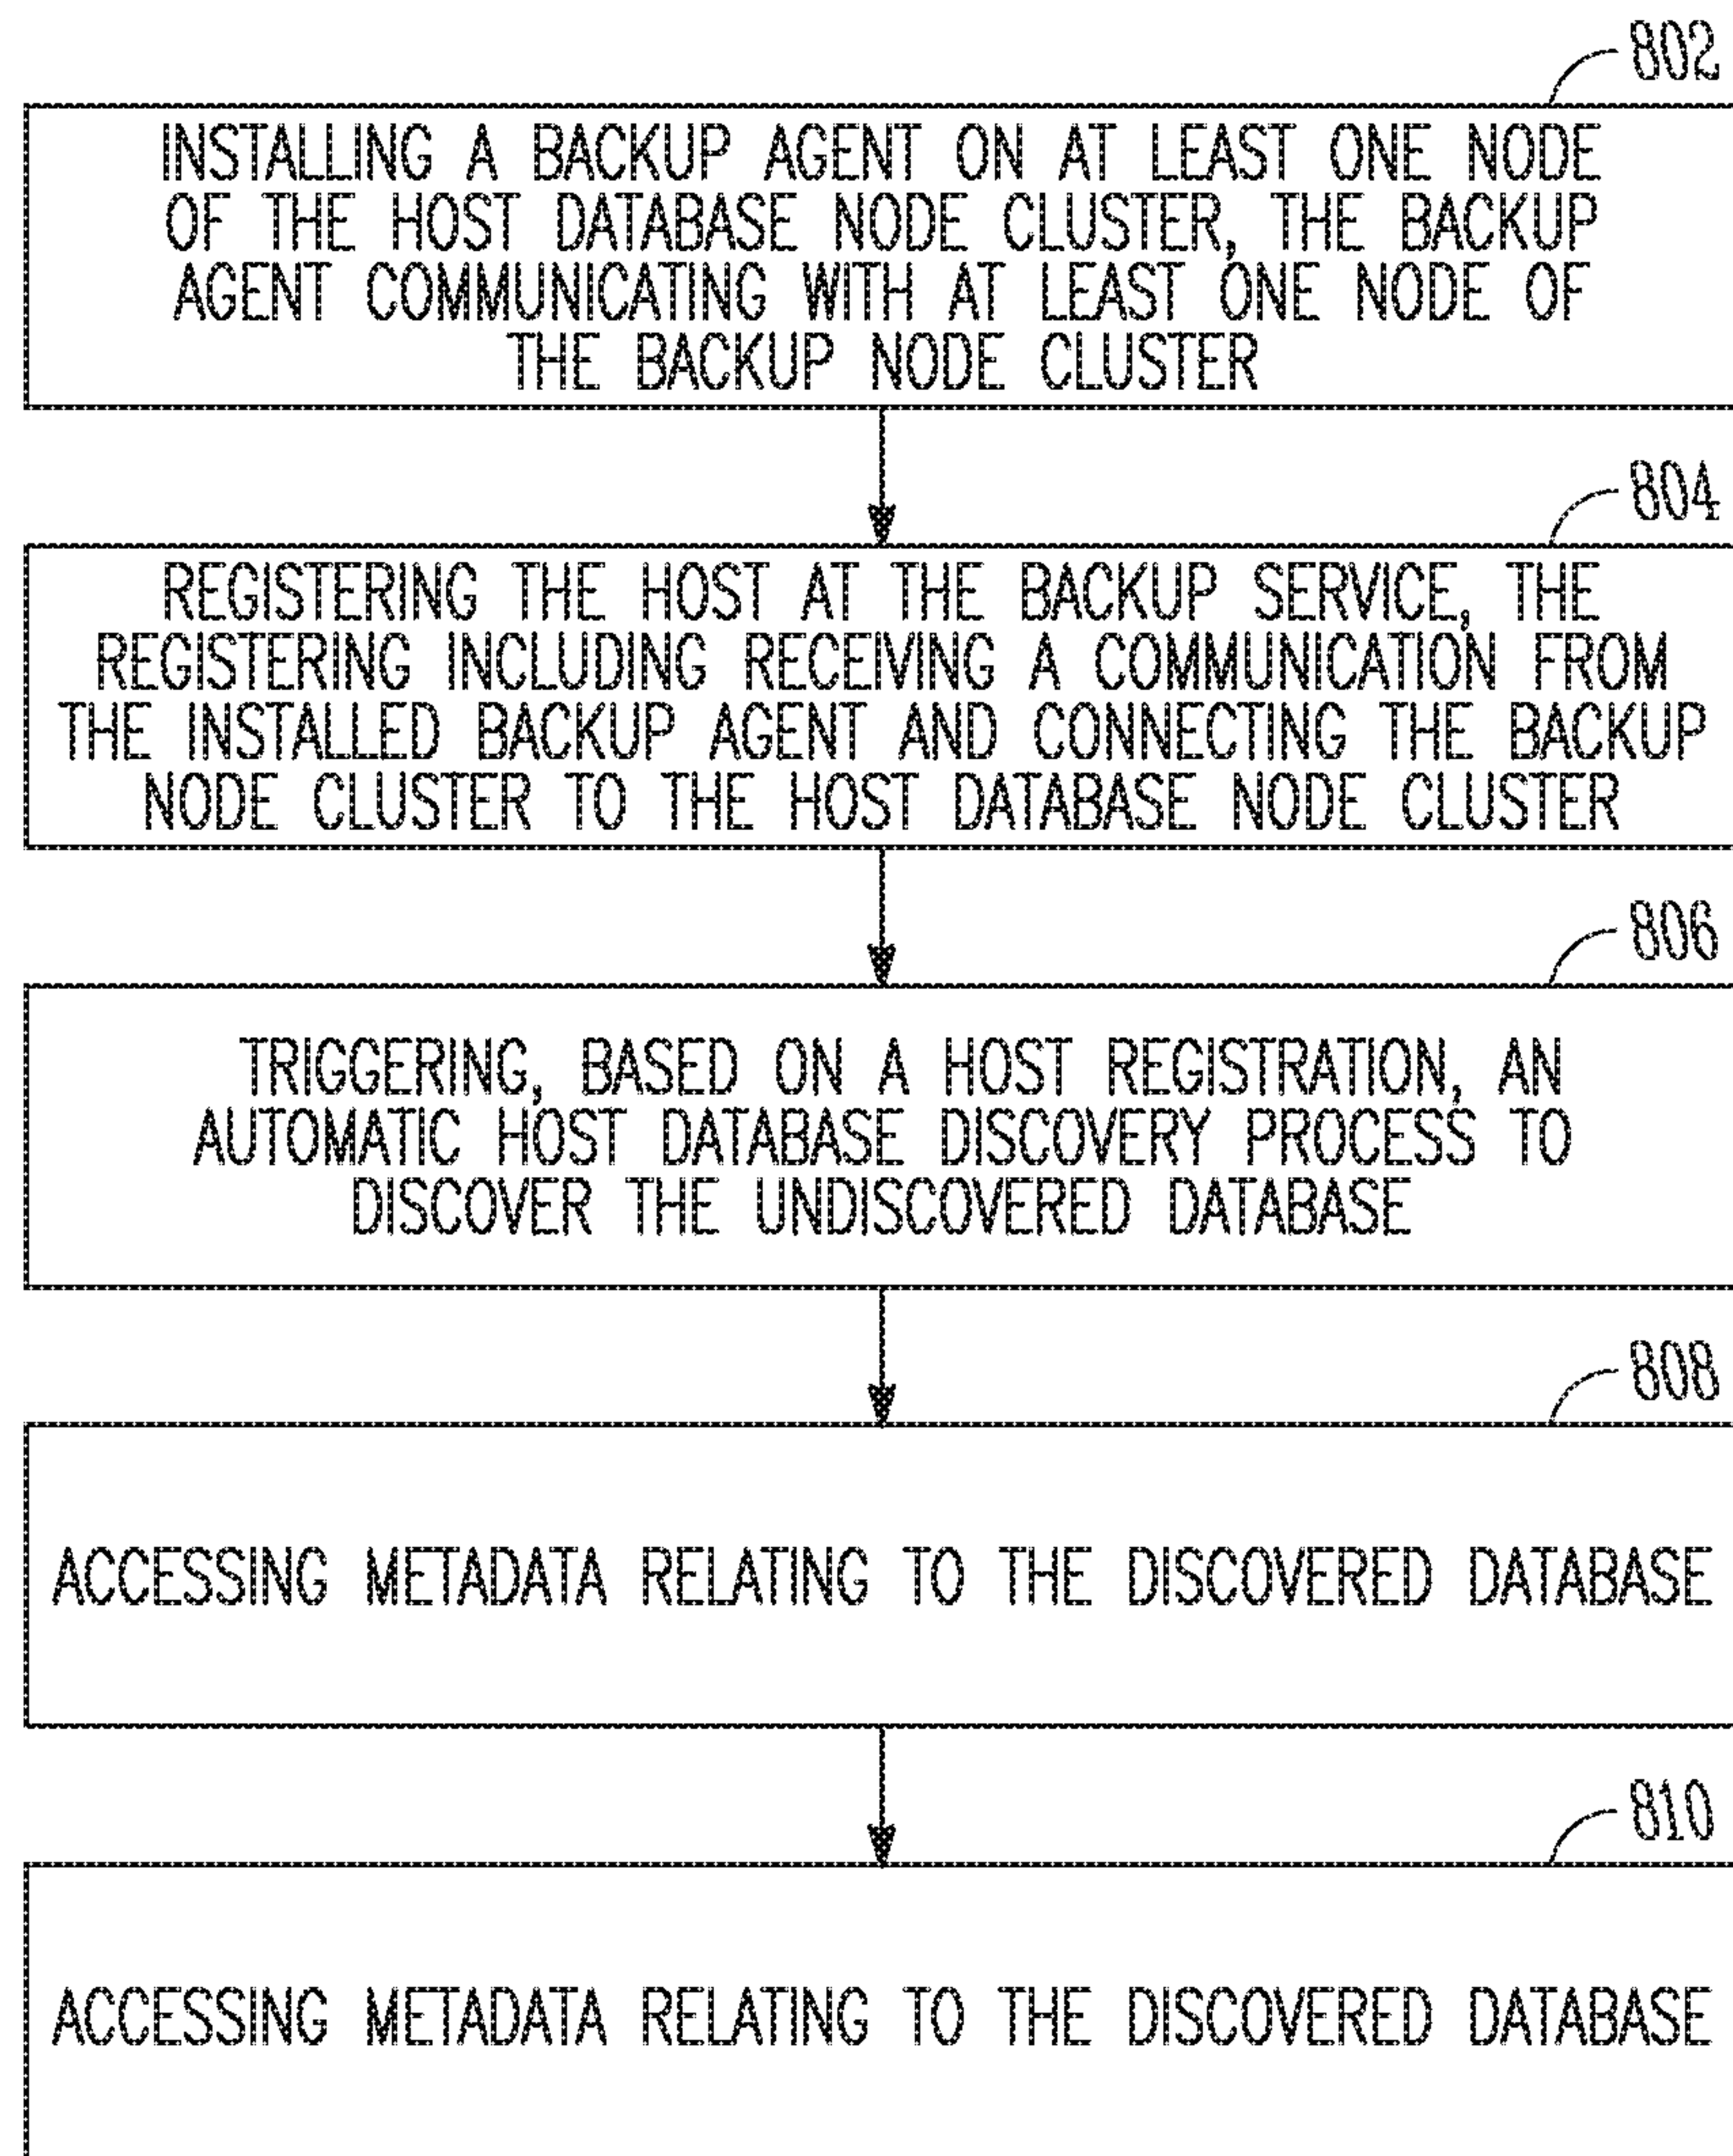 802
INSTALLING A BACKUP AGENT ON AT LEAST ONE NODE
OF THE HOST DATABASE NODE CLUSTER, THE BACKUP
AGENT COMMUNICATING WITH AT LEAST ONE NODE OF
THE BACKUP NODE CLUSTER
804
REGISTERING THE HOST AT THE BACKUP SERVICE, THE
REGISTERING INCLUDING RECEIVING A COMMUNICATION FROM
THE INSTALLED BACKUP AGENT AND CONNECTING THE BACKUP
NODE CLUSTER TO THE HOST DATABASE NODE CLUSTER
806
TRIGGERING, BASED ON A HOST REGISTRATION, AN
AUTOMATIC HOST DATABASE DISCOVERY PROCESS TO
DISCOVER THE UNDISCOVERED DATABASE
808
ACCESSING METADATA RELATING TO THE DISCOVERED DATABASE
810
ACCESSING METADATA RELATING TO THE DISCOVERED DATABASE